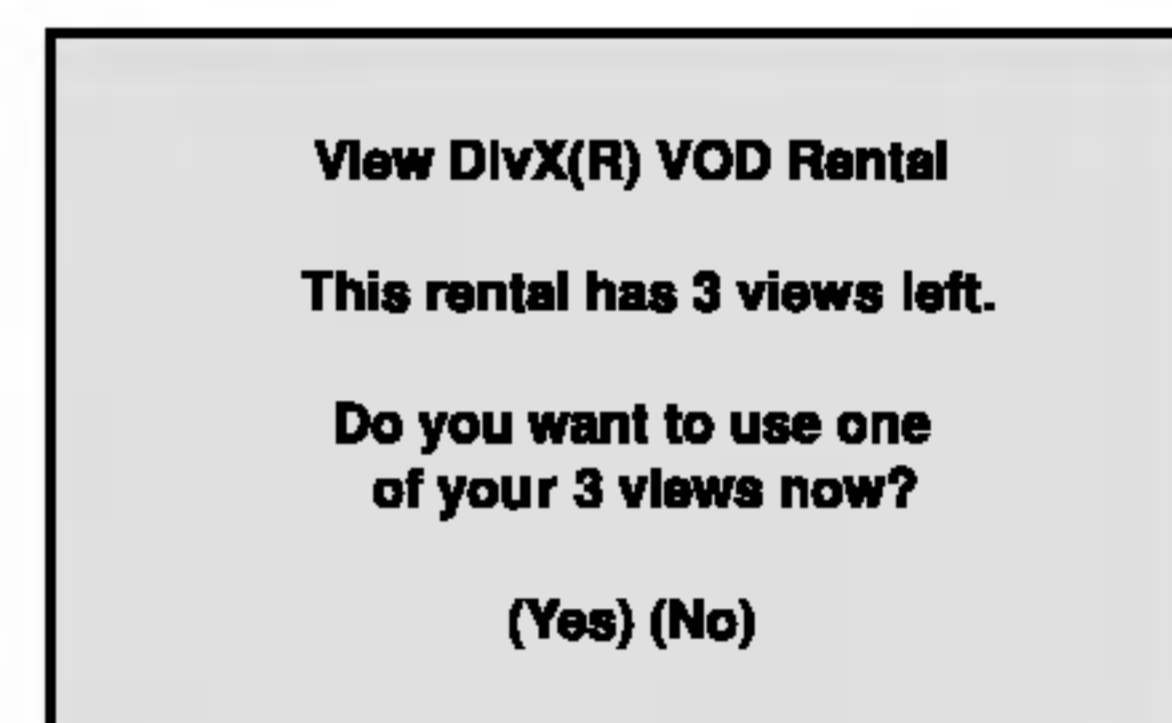 View DivX(R) VOD Rental
This rental has 3 views left.
Do you want to use one
of your 3 views now?
(Yes) (No)